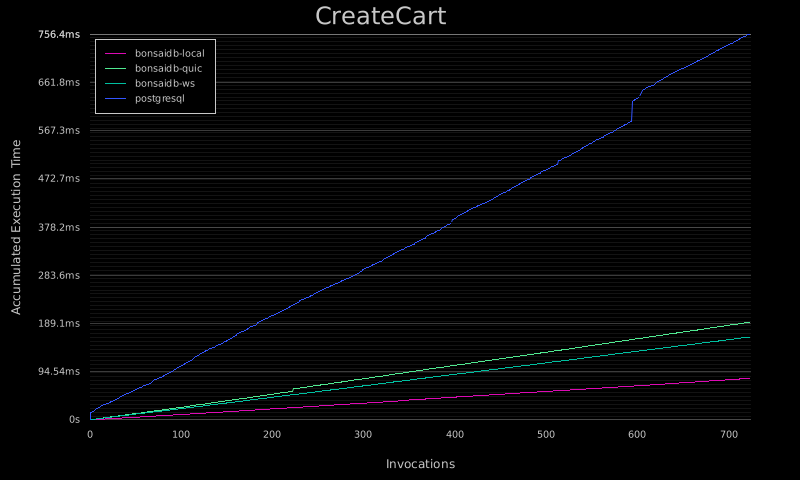 CreateCart
756.4ms
661.8ms
567.3ms
472.7ms
378.2ms
283.6ms
189.1ms
94.54ms
0s
bonsaidb-local
bonsaidb-quic
bonsaidb-ws
postgresql
Accumulated Execution Time
0 100 200 300 400 500 600 700
Invocations